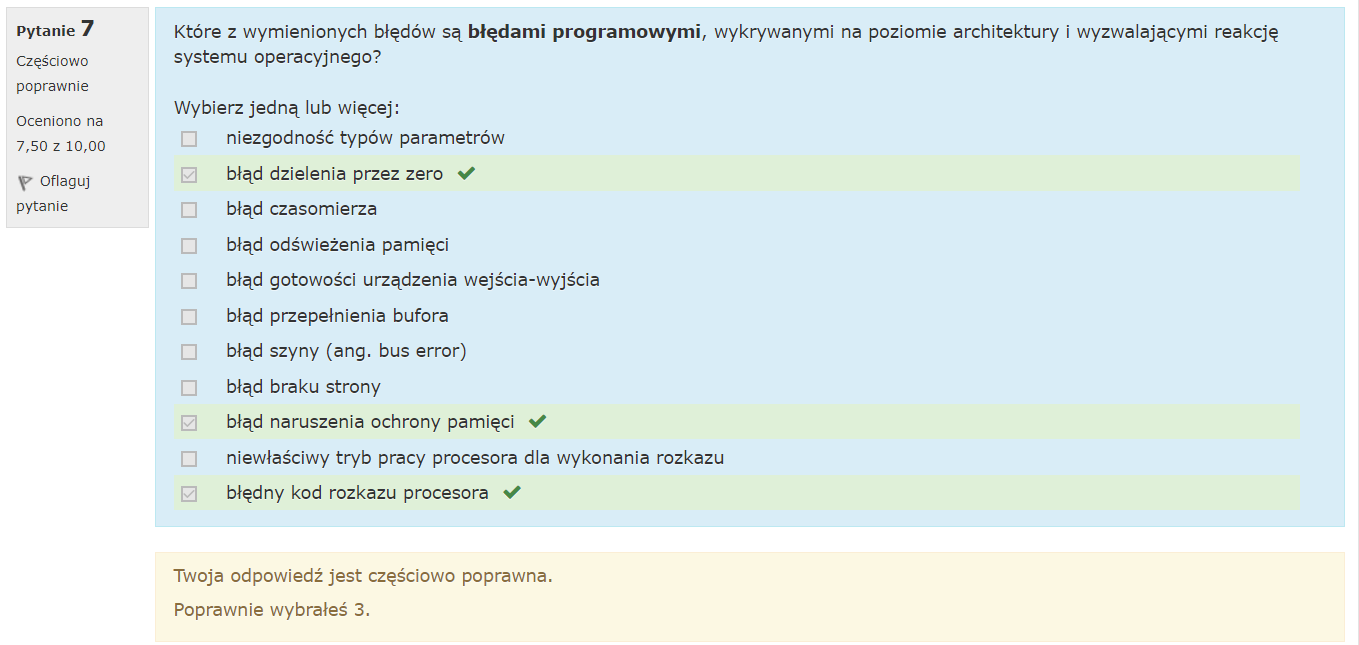 Pytanie 7
Częściowo
poprawnie
Oceniono na
7,50 z 10,00
Oflaguj
pytanie
Które z wymienionych błędów są błędami programowymi, wykrywanymi na poziomie architektury i wyzwalającymi reakcję
systemu operacyjnego?
Wybierz jedną lub więcej:
niezgodność typów parametrów
błąd dzielenia przez zero
błąd czasomierza
błąd odświeżenia pamięci
błąd gotowości urządzenia wejścia-wyjścia
błąd przepełnienia bufora
błąd szyny (ang. bus error)
błąd braku strony
błąd naruszenia ochrony pamięci
niewłaściwy tryb pracy procesora dla wykonania rozkazu
błędny kod rozkazu procesora
Twoja odpowiedź jest częściowo poprawna.
Poprawnie wybrałeś 3.